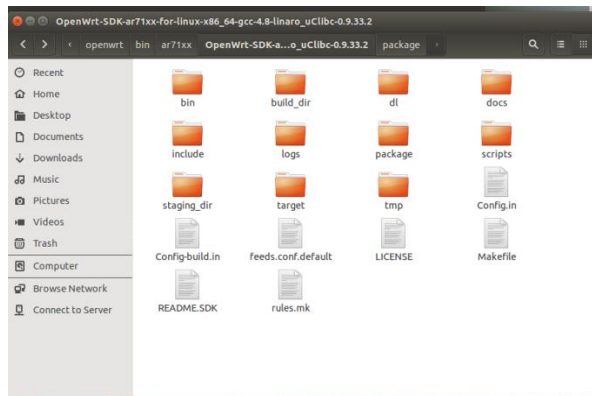 OpenWrt-SDK-ar71xx-for-linux-x86_64-gcc-4.8-linaro_uClibc-0.9.33.2
openwrt bin ar71xx OpenWrt-SDK-a...o_uClibc-0.9.33.2 package
Recent
Home
Desktop
Documents
Downloads
Music
Pictures
Videos
Trash
Computer
Browse Network
Connect to Server
bin build_dir dl docs
include logs package scripts
staging_dir target tmp Config.in
Config-build.in feeds.conf.default LICENSE Makefile
README.SDK rules.mk